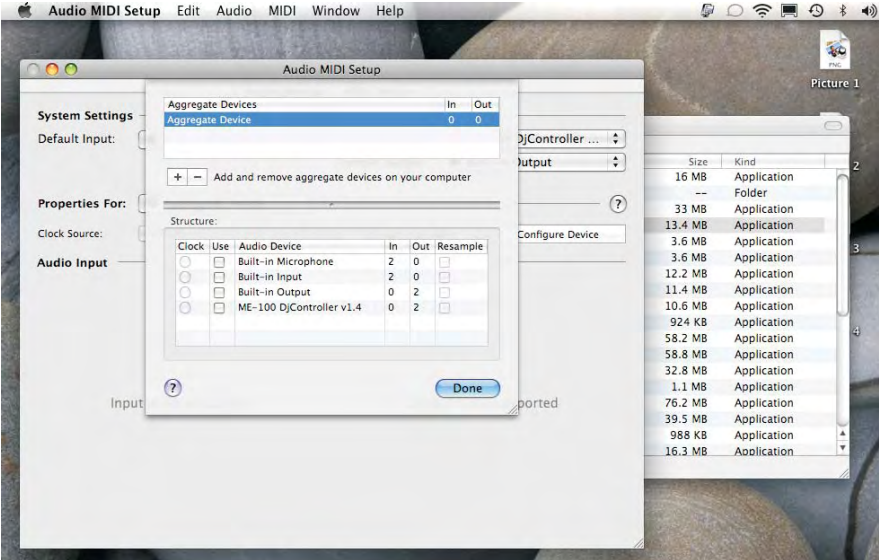 Audio MIDI Setup Edit Audio MIDI Window Help
PNG
Picture 1
Audio MIDI Setup
System Settings
Default Input:
DjController ...
Output
Properties For:
?
Clock Source:
Configure Device
Audio Input
Input
ported
Aggregate Devices In Out
Aggregate Device 0 0
+ − Add and remove aggregate devices on your computer
Structure:
Clock Use Audio Device In Out Resample
Built-in Microphone 2 0
Built-in Input 2 0
Built-in Output 0 2
ME-100 DjController v1.4 0 2
?
Done
Size Kind
16 MB Application
-- Folder
33 MB Application
13.4 MB Application
3.6 MB Application
3.6 MB Application
12.2 MB Application
11.4 MB Application
10.6 MB Application
924 KB Application
58.2 MB Application
58.8 MB Application
32.8 MB Application
1.1 MB Application
76.2 MB Application
39.5 MB Application
988 KB Application
16.3 MB Application
2
3
4